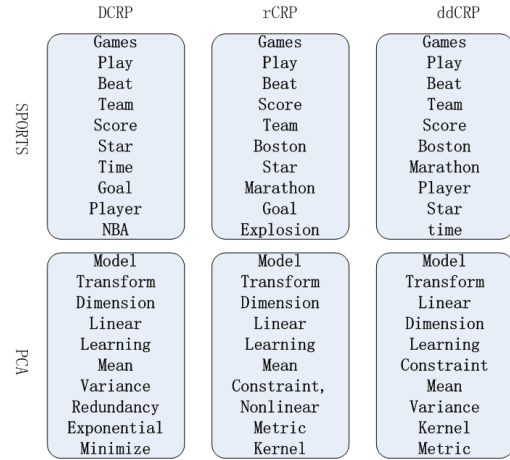 DCRP rCRP ddCRP
SPORTS
Games Games Games
Play Play Play
Beat Beat Beat
Team Score Team
Score Team Score
Star Boston Boston
Time Star Marathon
Goal Marathon Player
Player Goal Star
NBA Explosion time
PCA
Model Model Model
Transform Transform Transform
Dimension Dimension Linear
Linear Linear Dimension
Learning Learning Learning
Mean Mean Constraint
Variance Constraint, Mean
Redundancy Nonlinear Variance
Exponential Metric Kernel
Minimize Kernel Metric